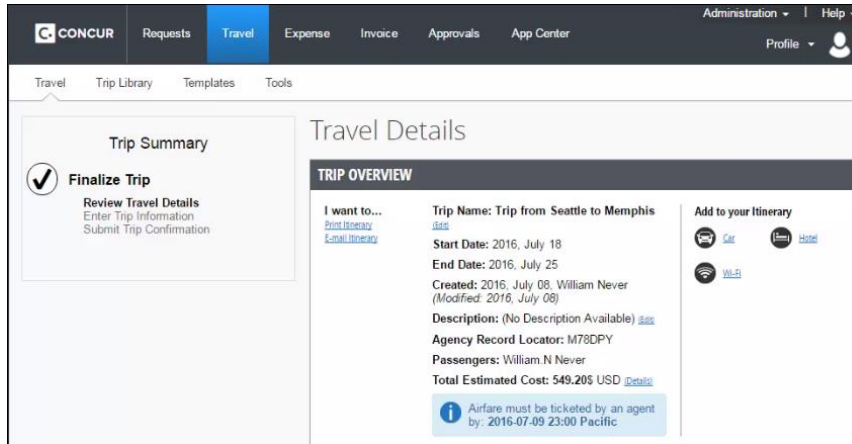 Administration | Help
C. CONCUR Requests Travel Expense Invoice Approvals App Center
Profile
Travel Trip Library Templates Tools
Trip Summary
Finalize Trip
Review Travel Details
Enter Trip Information
Submit Trip Confirmation
Travel Details
TRIP OVERVIEW
I want to...
Print Itinerary
E-mail Itinerary
Trip Name: Trip from Seattle to Memphis
(Edit)
Start Date: 2016, July 18
End Date: 2016, July 25
Created: 2016, July 08, William Never
(Modified: 2016, July 08)
Description: (No Description Available) (Edit)
Agency Record Locator: M78DPY
Passengers: William.N Never
Total Estimated Cost: 549.20$ USD (Details)
Airfare must be ticketed by an agent
by: 2016-07-09 23:00 Pacific
Add to your Itinerary
Car Hotel
Wi-Fi